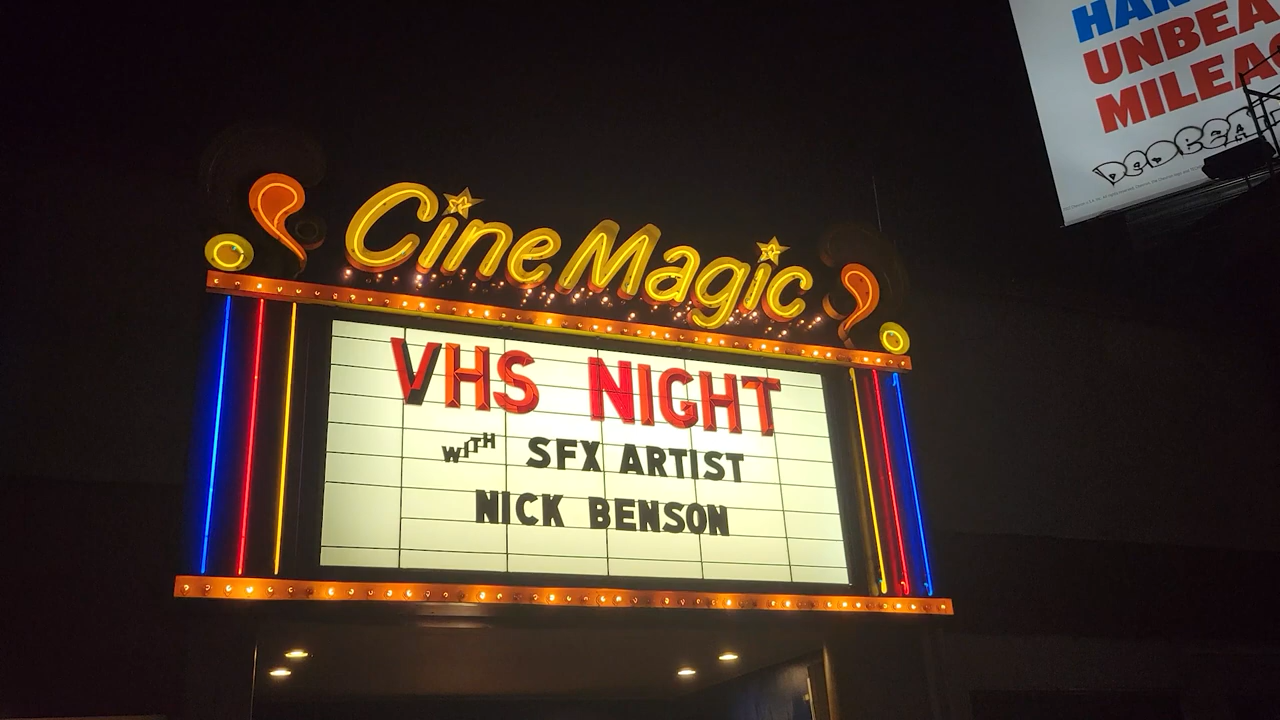 CineMagic
VHS NIGHT
WITH SFX ARTIST
NICK BENSON
UNBEA
MILEAG